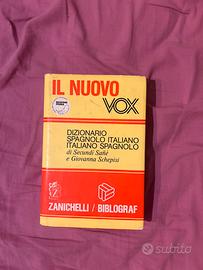 IL NUOVO
VOX
DIZIONARIO
SPAGNOLO ITALIANO
ITALIANO SPAGNOLO
di Secundí Sañé
e Giovanna Schepisi
ZANICHELLI / BIBLOGRAF
subito